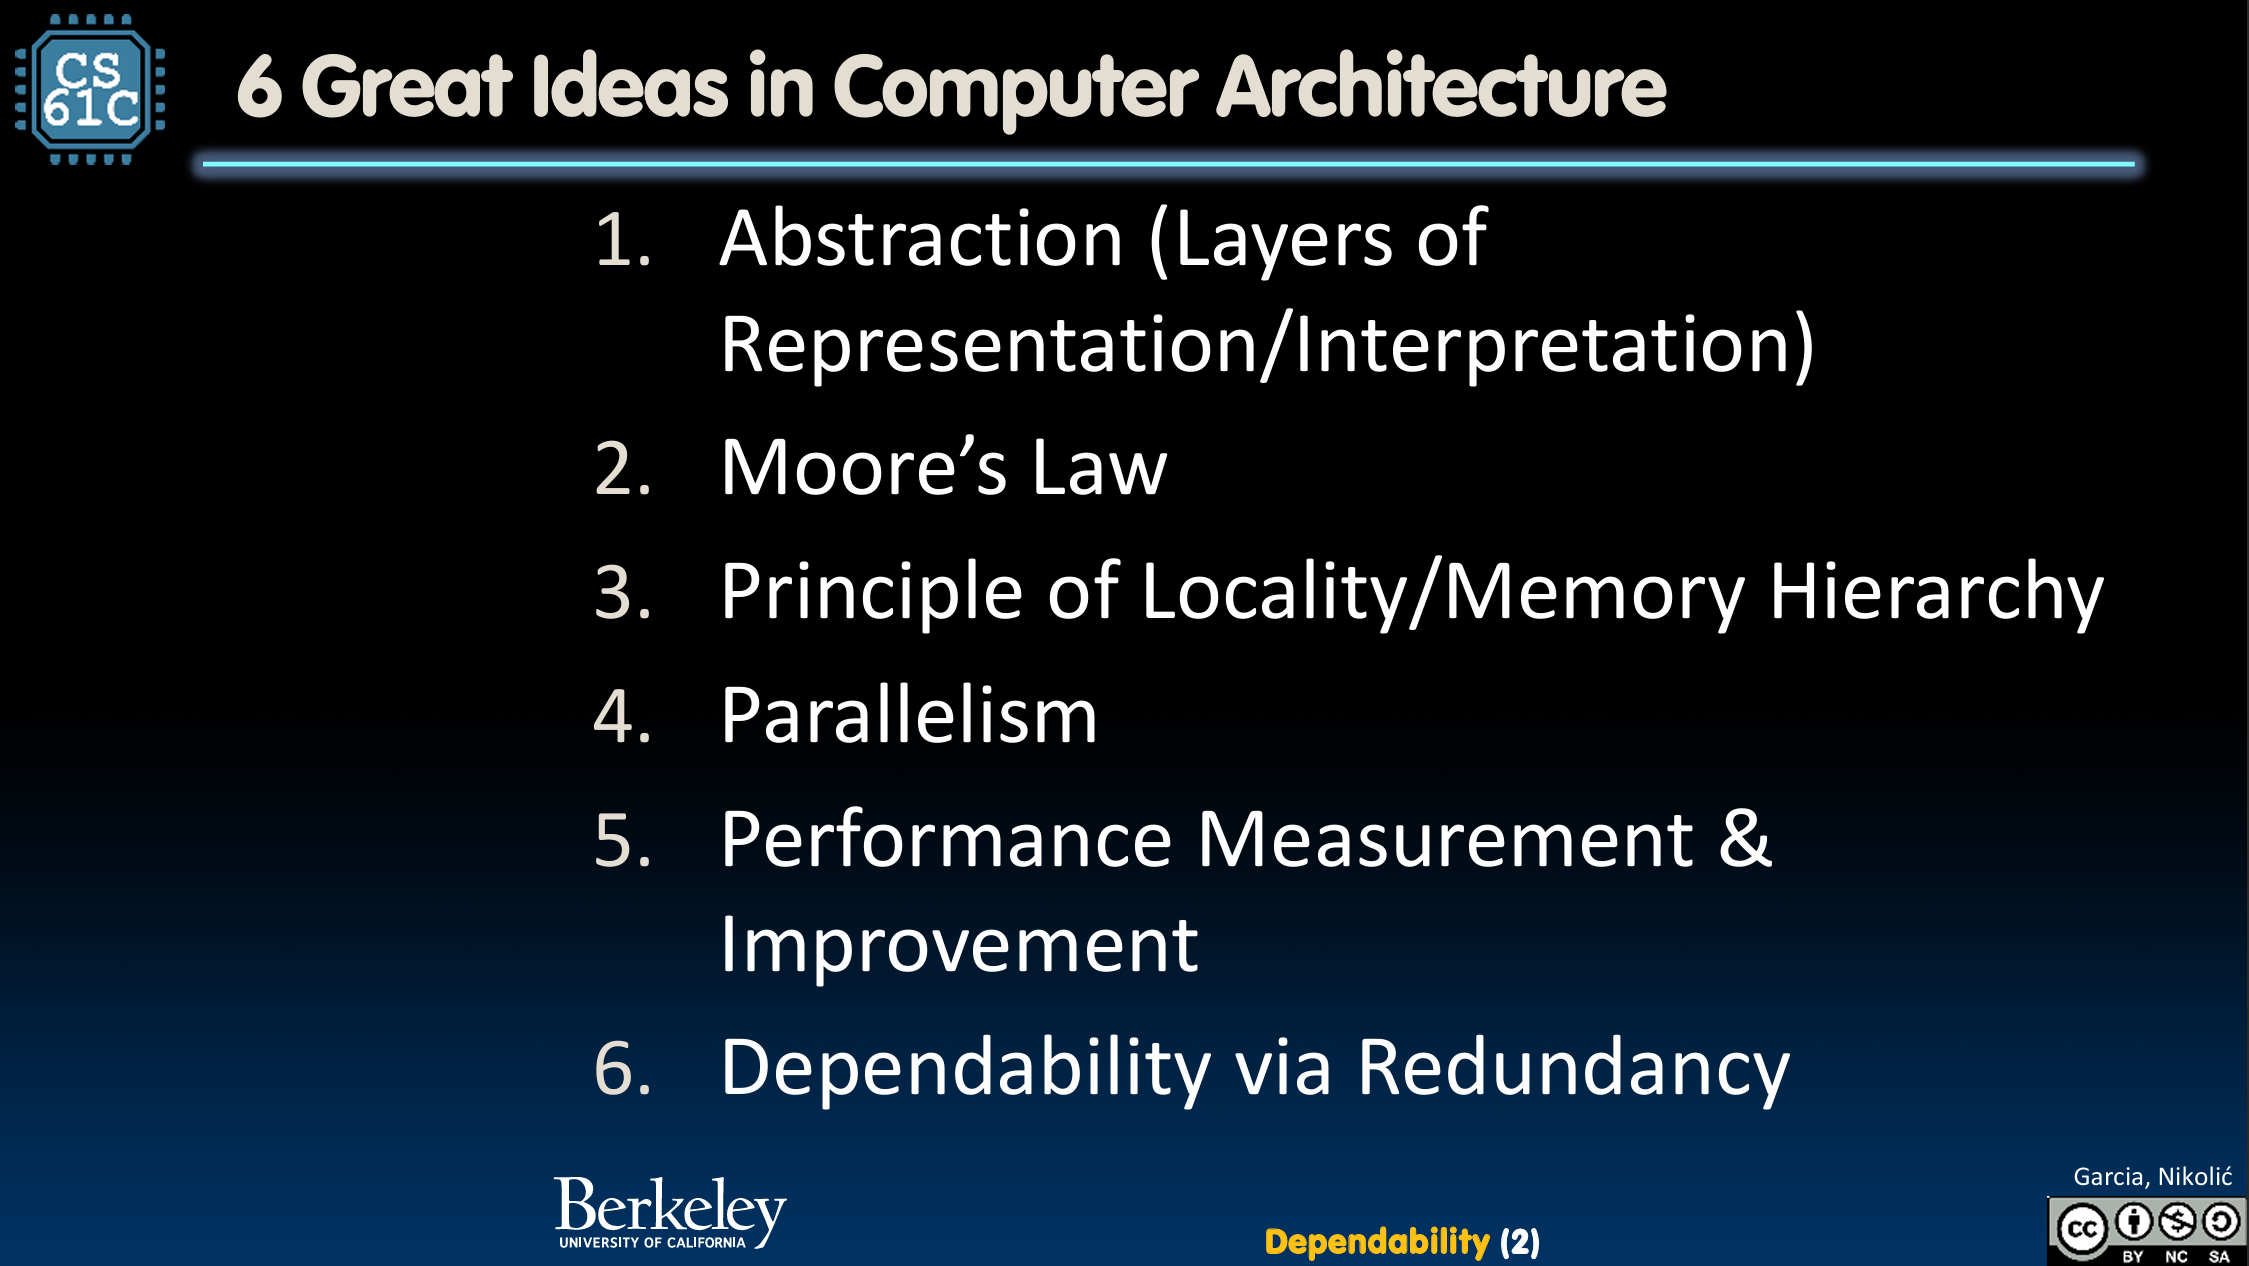 CS
61C
6 Great Ideas in Computer Architecture
1. Abstraction (Layers of
Representation/Interpretation)
2. Moore’s Law
3. Principle of Locality/Memory Hierarchy
4. Parallelism
5. Performance Measurement &
Improvement
6. Dependability via Redundancy
Berkeley
UNIVERSITY OF CALIFORNIA
Dependability (2)
Garcia, Nikolić
cc
BY NC SA